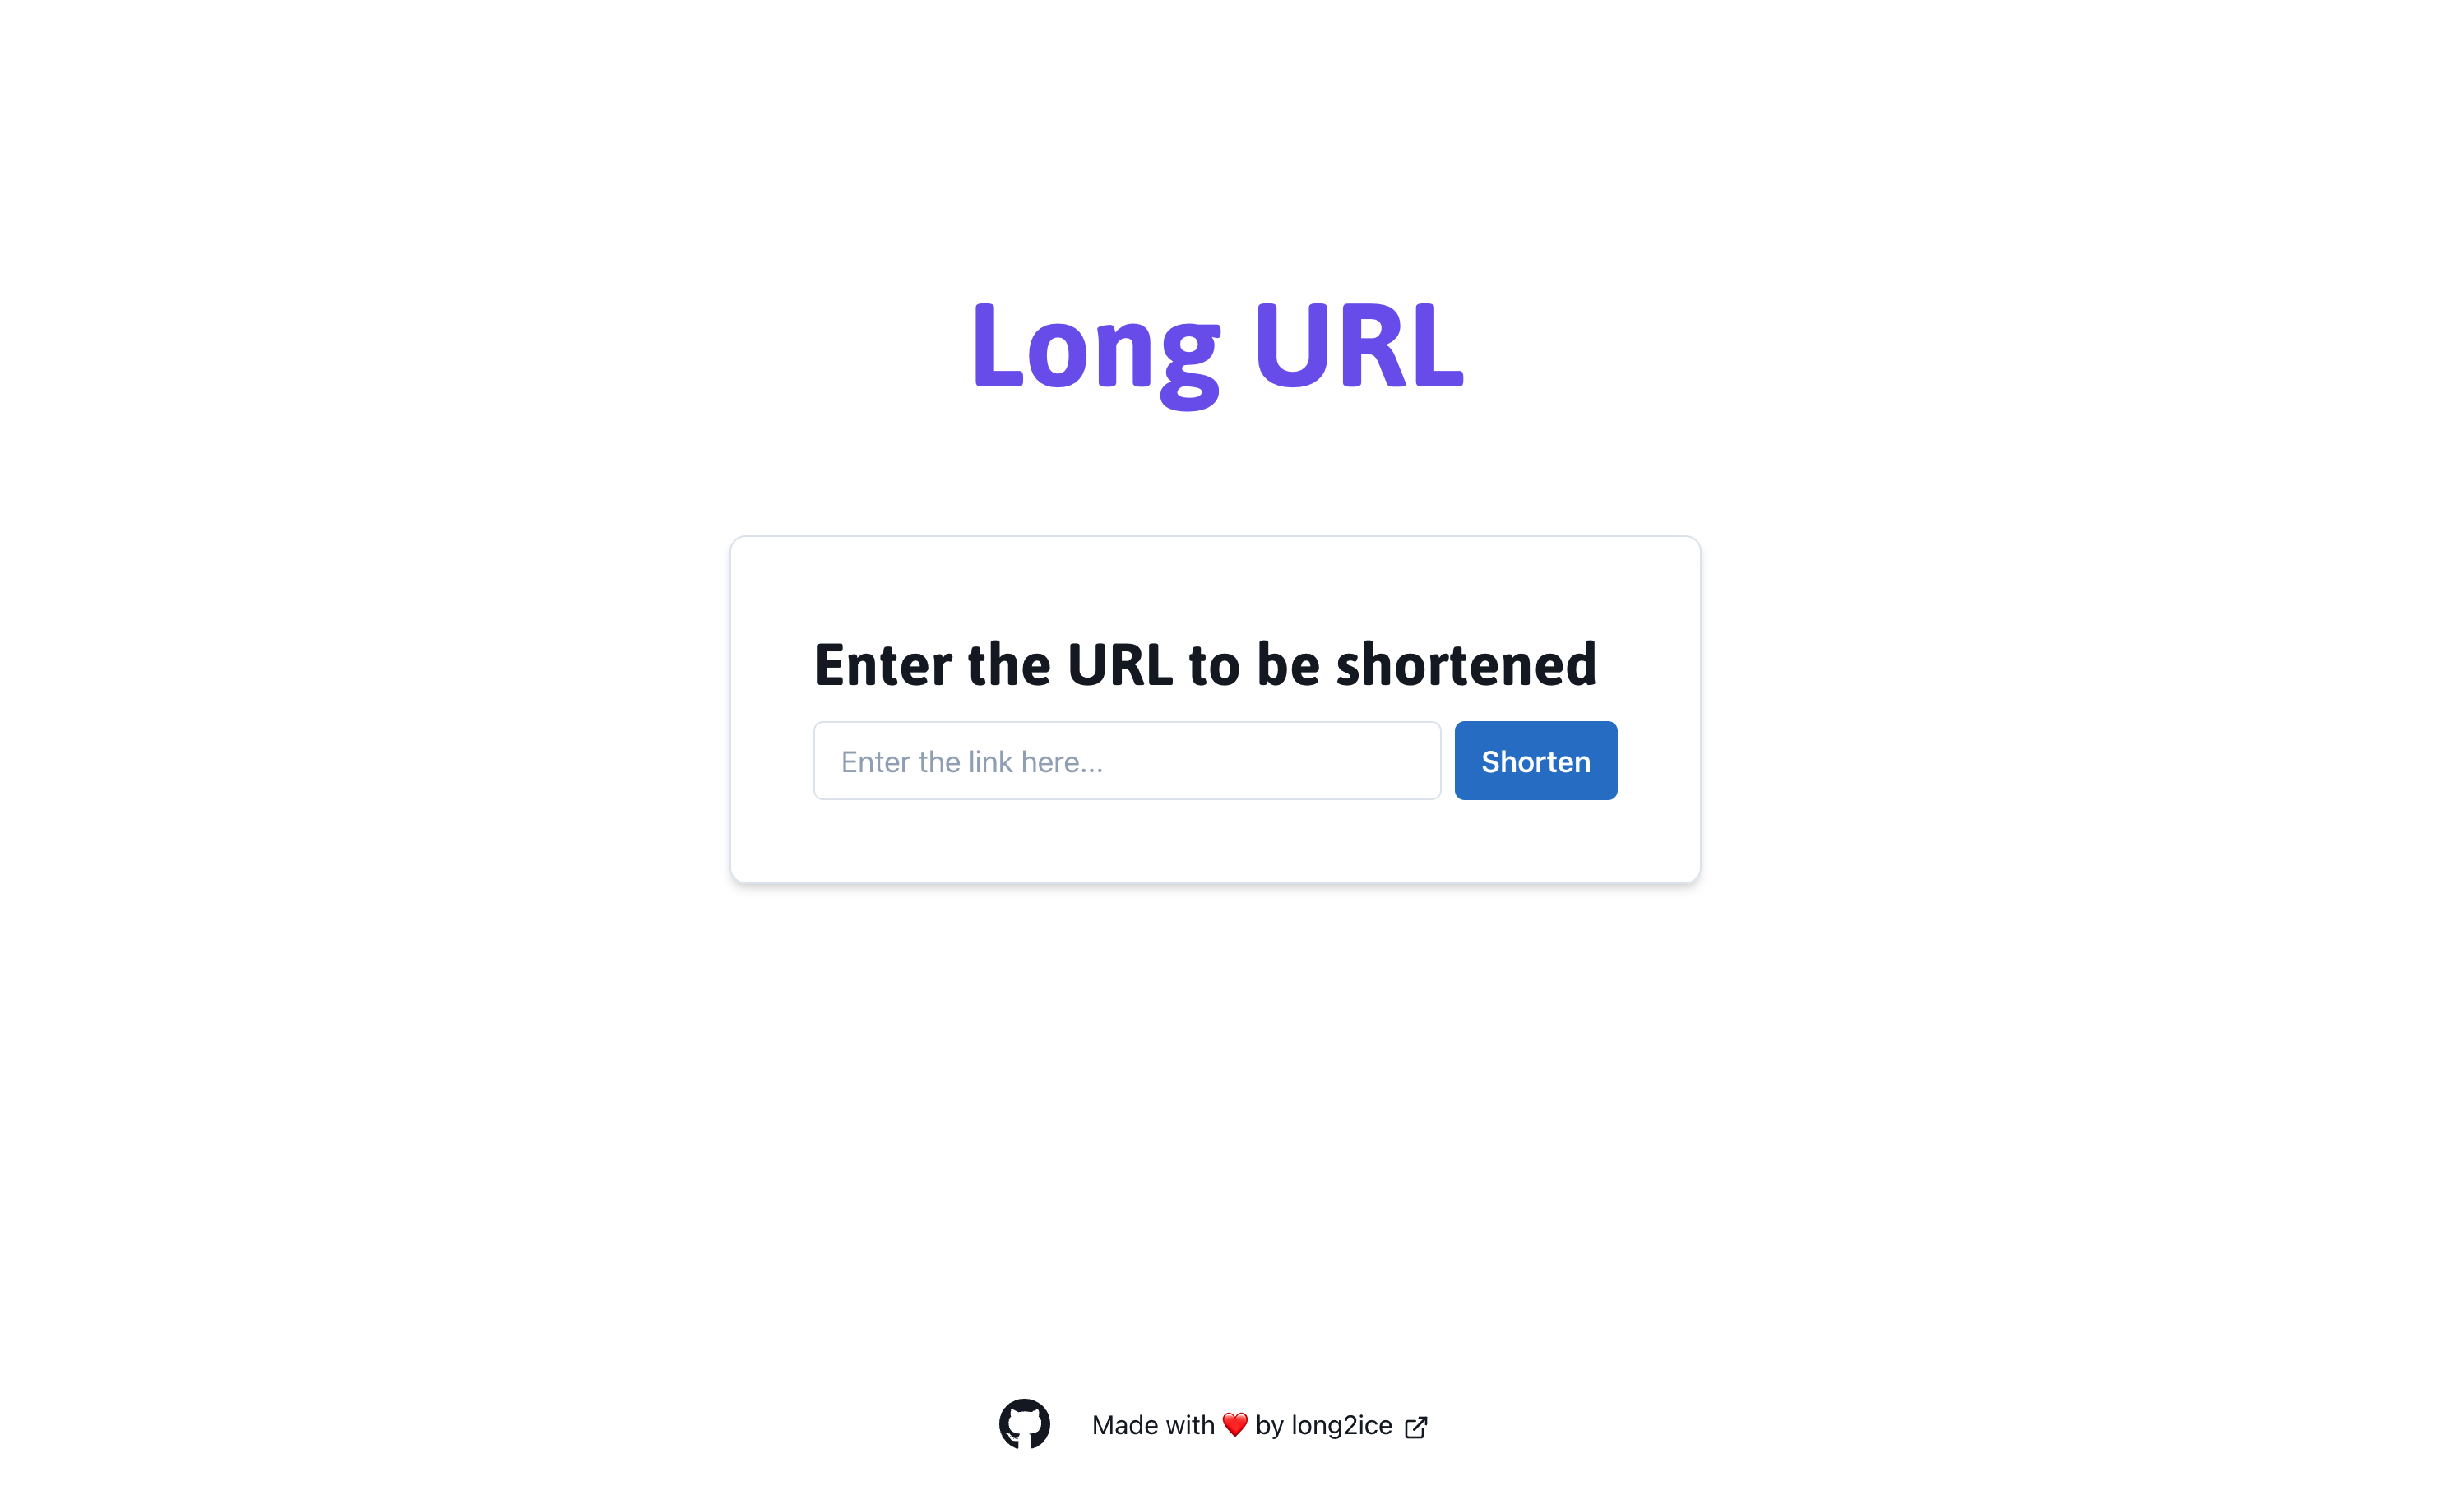 Long URL
Enter the URL to be shortened
Enter the link here...
Shorten
Made with ❤️ by long2ice